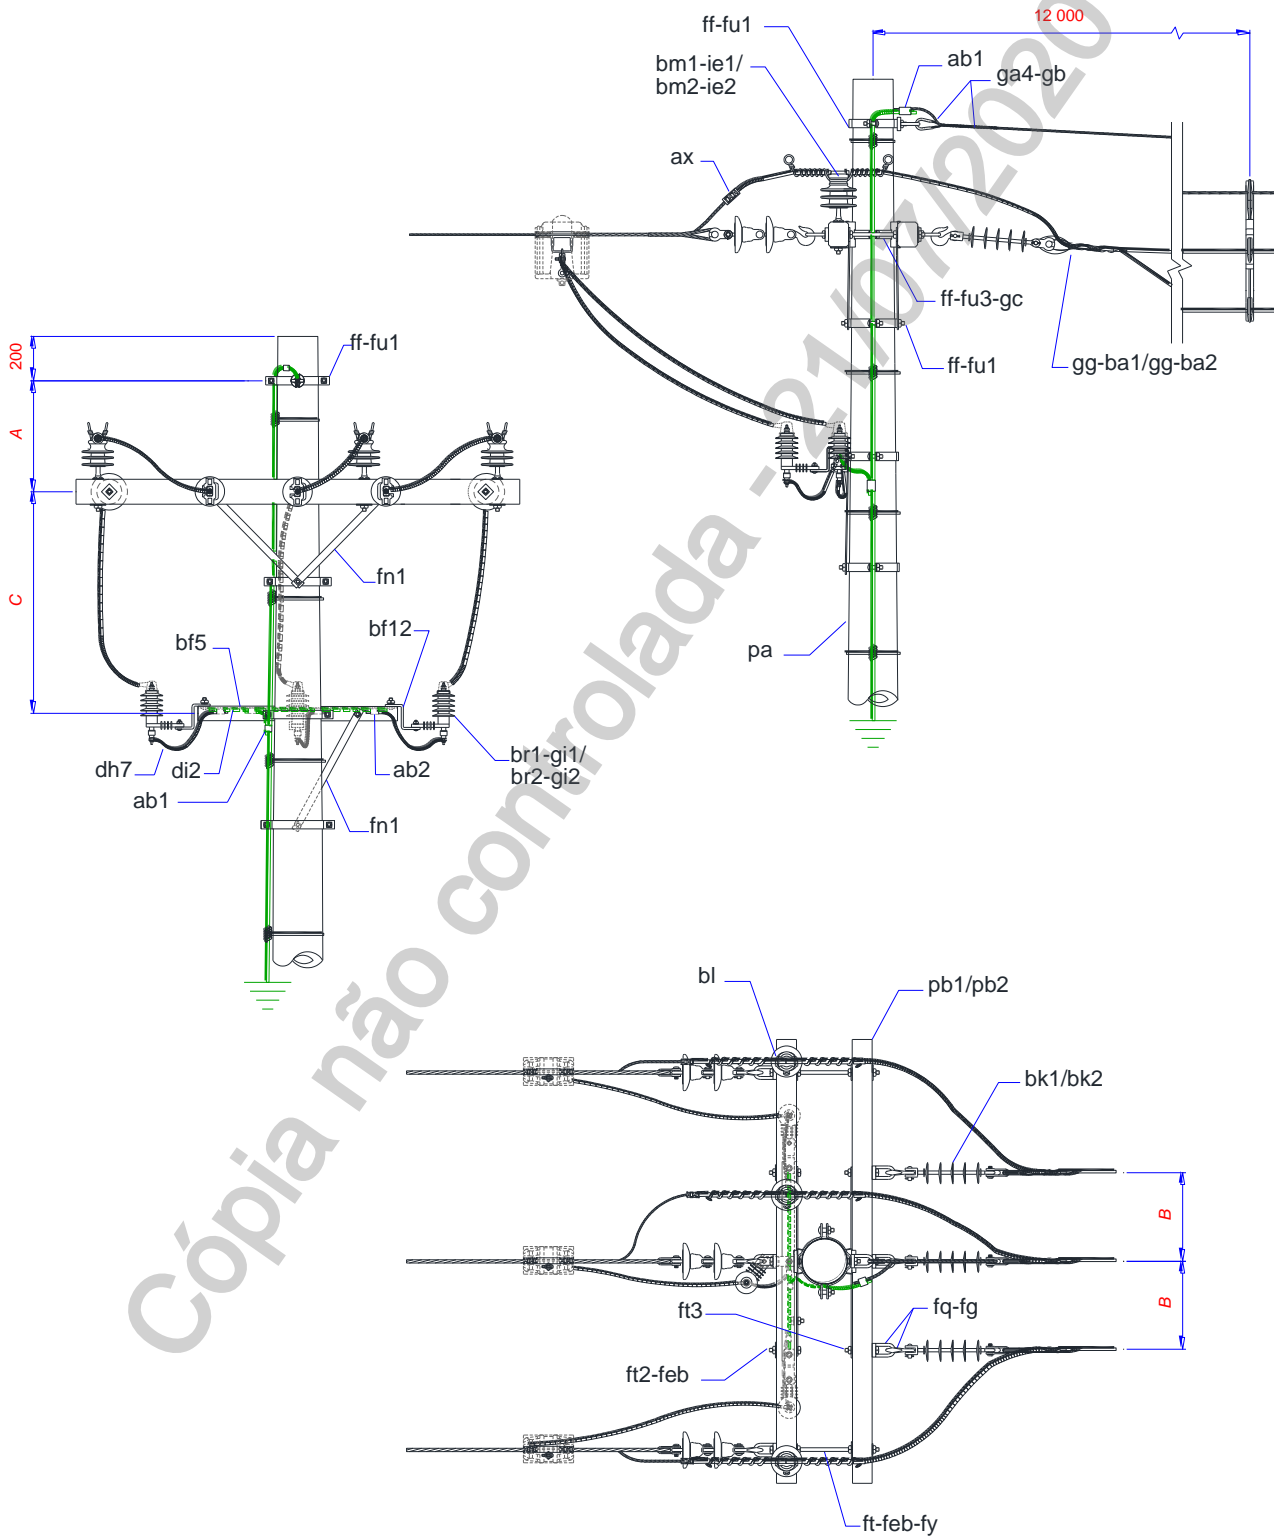 12 000
ff-fu1
bm1-ie1/
bm2-ie2
ab1
ga4-gb
ax
ff-fu3-gc
ff-fu1
gg-ba1/gg-ba2
pa
200
ff-fu1
A
C
fn1
bf12
bf5
dh7
di2
ab1
ab2
br1-gi1/
br2-gi2
fn1
bl
pb1/pb2
bk1/bk2
B
B
ft3
fq-fg
ft2-feb
ft-feb-fy
Cópia não controlada - 21/07/2020